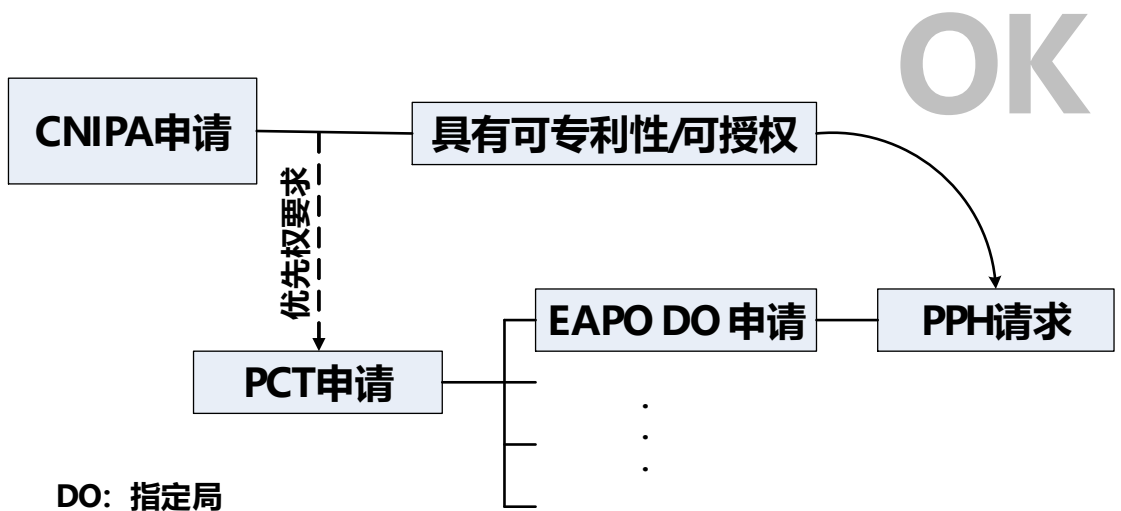 OK
CNIPA申请
具有可专利性/可授权
优先权要求
EAPO DO 申请
PPH请求
PCT申请
DO：指定局